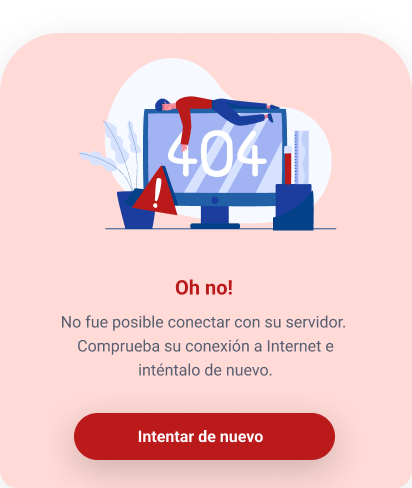 404
!
Oh no!
No fue posible conectar con su servidor.
Comprueba su conexión a Internet e
inténtalo de nuevo.
Intentar de nuevo